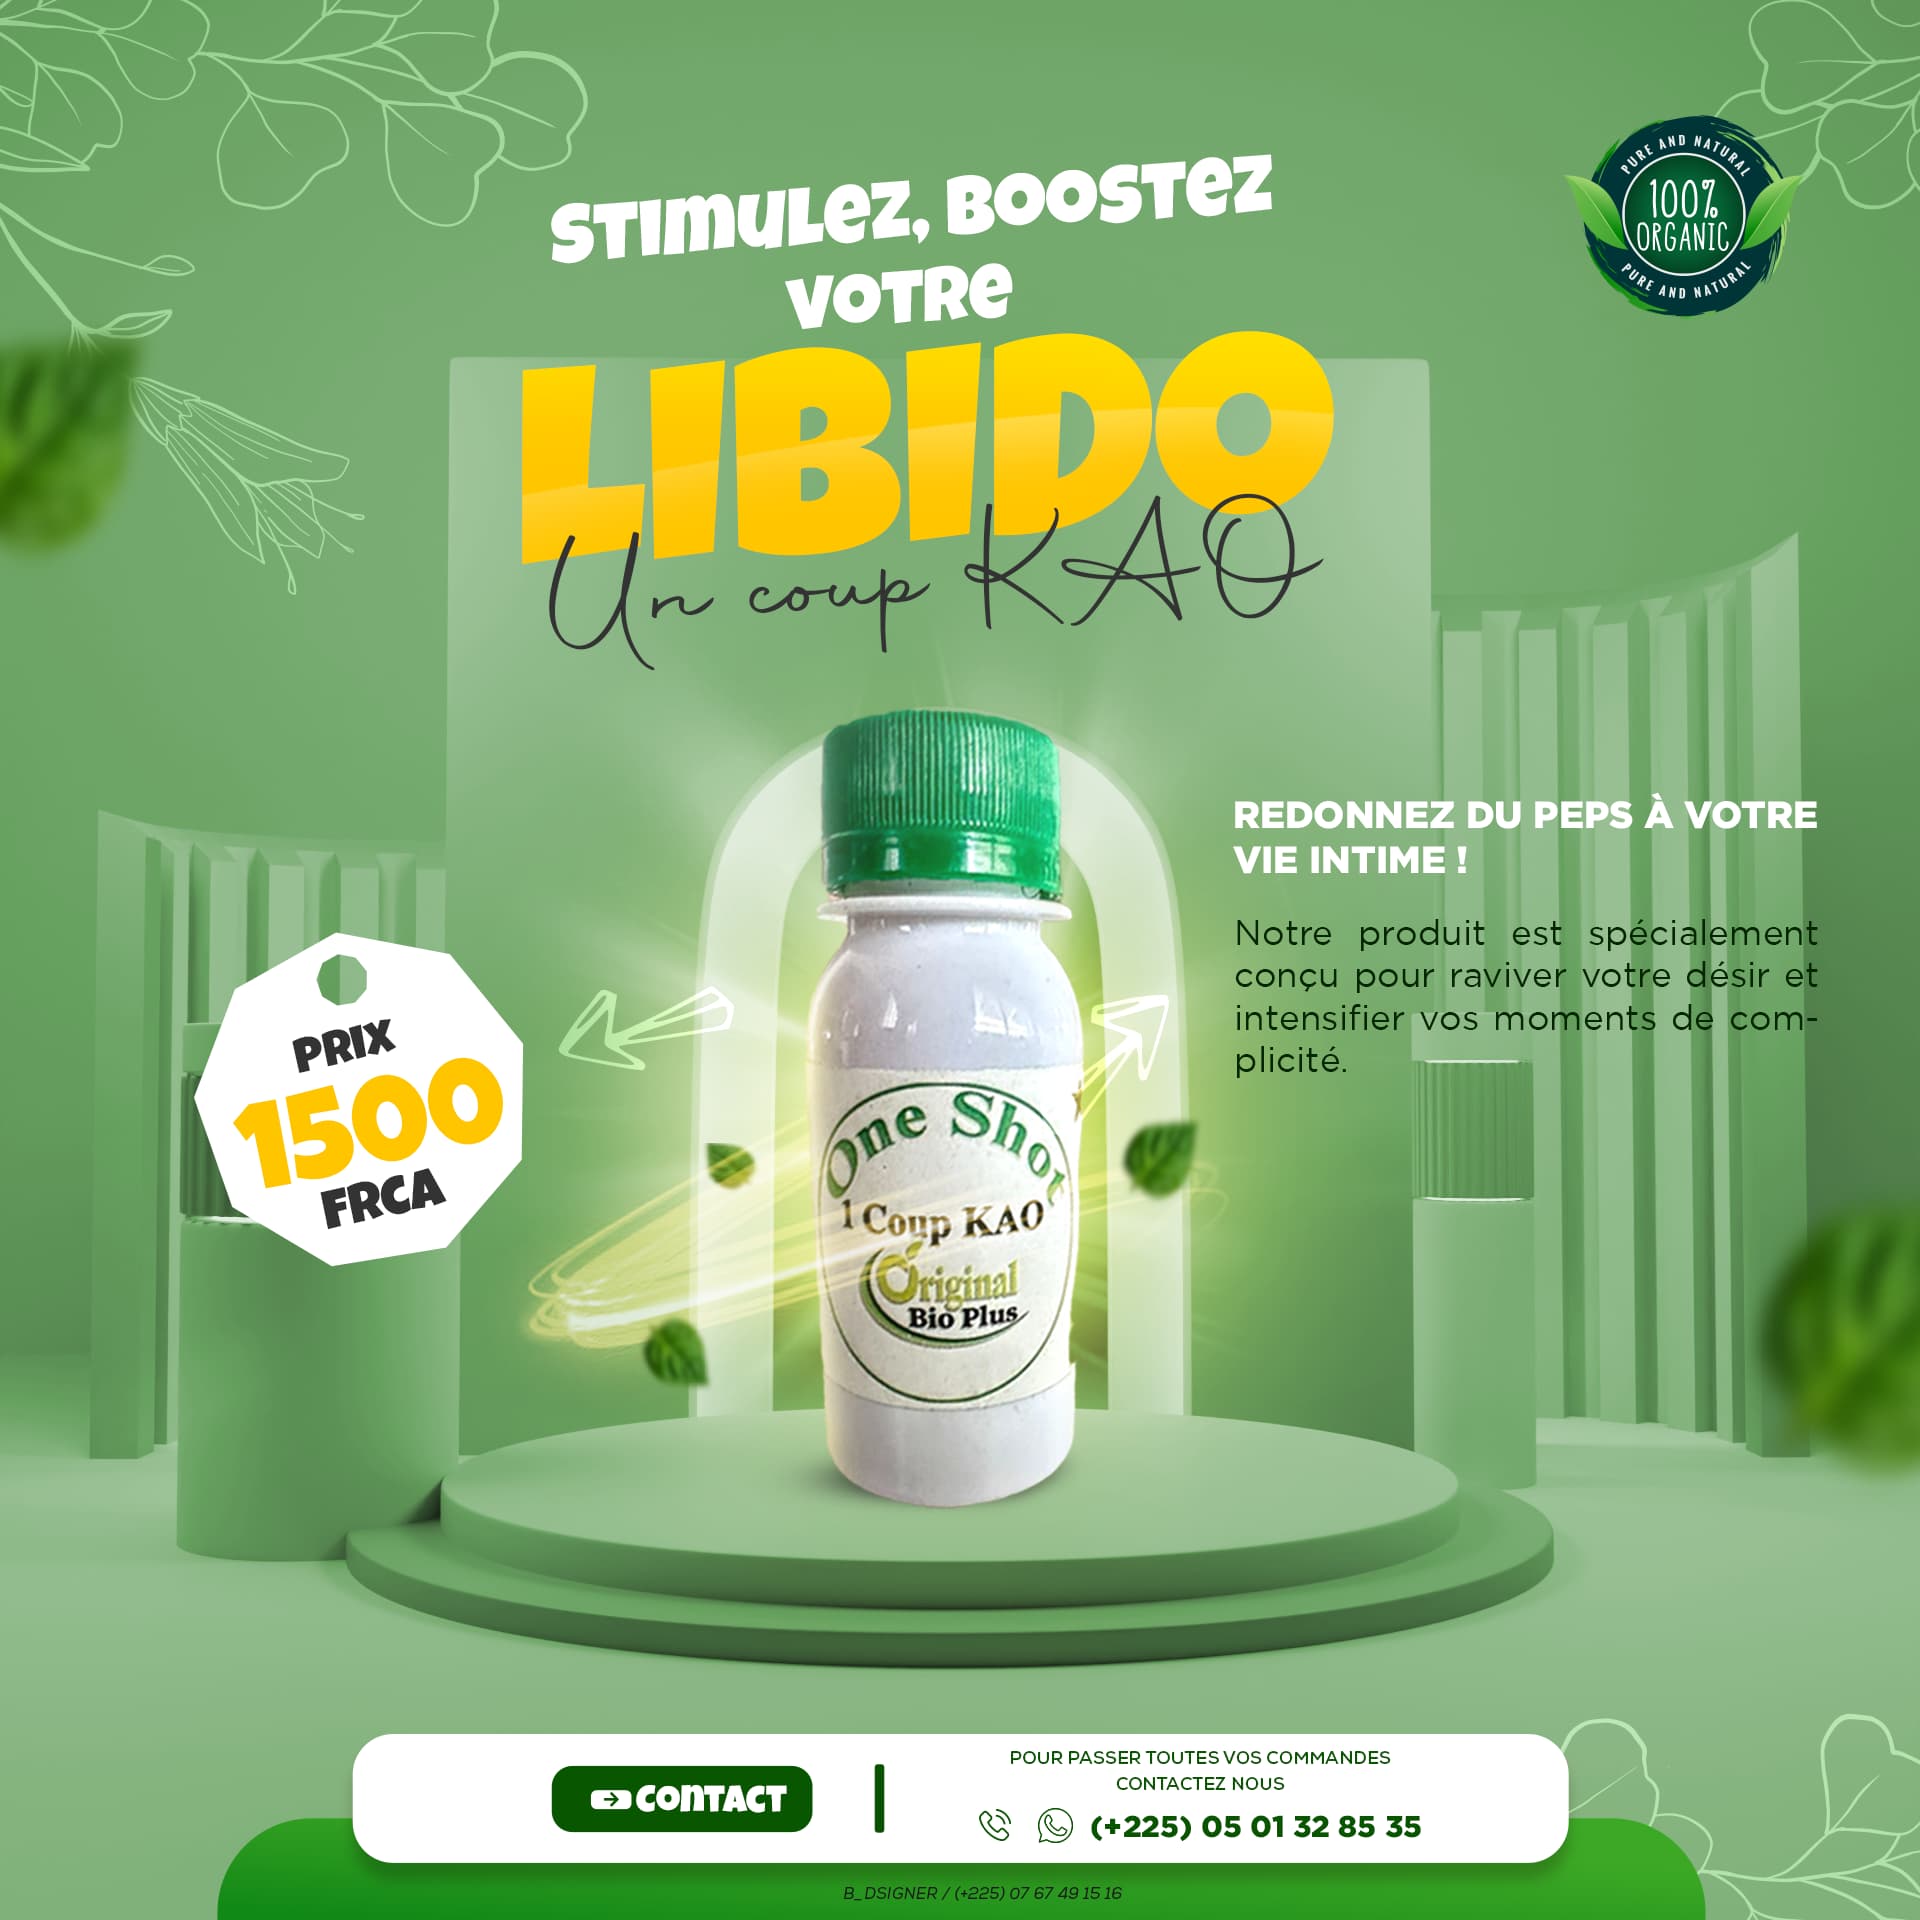 STIMULEZ, BOOSTEZ
VOTRE
LIBIDO
Un coup KAO
PURE AND NATURAL
100%
ORGANIC
PURE AND NATURAL
REDONNEZ DU PEPS À VOTRE
VIE INTIME !
Notre produit est spécialement
conçu pour raviver votre désir et
intensifier vos moments de com-
plicité.
PRIX
1500
FRCA
One Shot
1 Coup KAO
Original
Bio Plus
CONTACT
POUR PASSER TOUTES VOS COMMANDES
CONTACTEZ NOUS
(+225) 05 01 32 85 35
B_DSIGNER / (+225) 07 67 49 15 16